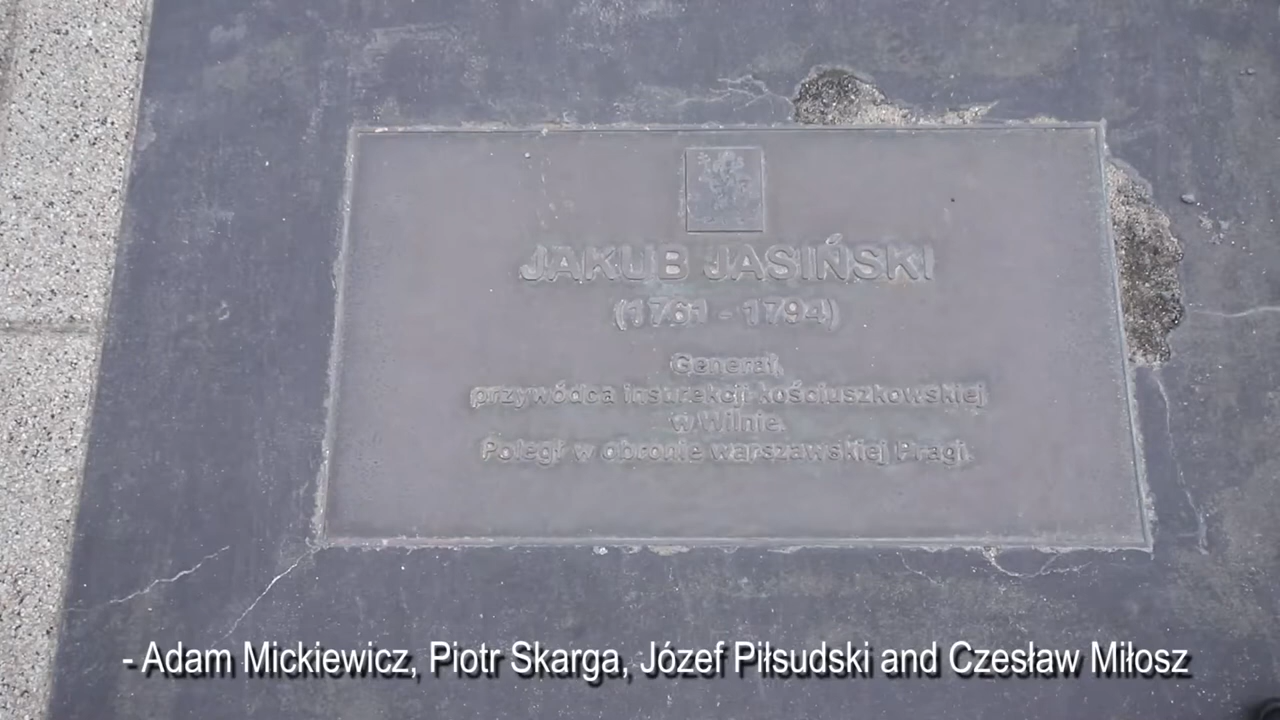 JAKUB JASIŃSKI
(1761 - 1794)
Generał,
przywódca insurekcji kościuszkowskiej
w Wilnie.
Poległ w obronie warszawskiej Pragi.
- Adam Mickiewicz, Piotr Skarga, Józef Piłsudski and Czesław Miłosz